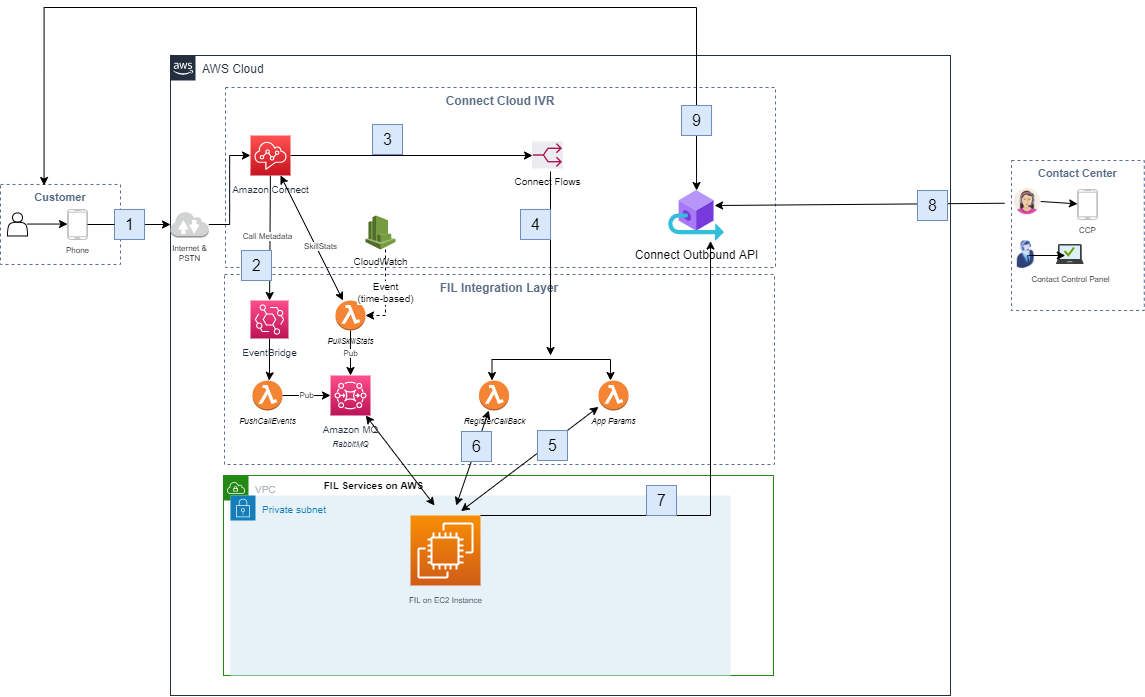 9
aws
AWS Cloud
Connect Cloud IVR
3
Amazon Connect
Connect Flows
Contact Center
CCP
Contact Control Panel
Customer
Phone
1
Internet &
PSTN
Call Metadata
SkillStats
CloudWatch
4
8
Connect Outbound API
2
Event
(time-based)
FIL Integration Layer
EventBridge
PullSkillStats
Pub
PushCallEvents
Pub
Amazon MQ
RabbitMQ
RegisterCallBack
App Params
6
5
VPC
FIL Services on AWS
7
Private subnet
FIL on EC2 Instance